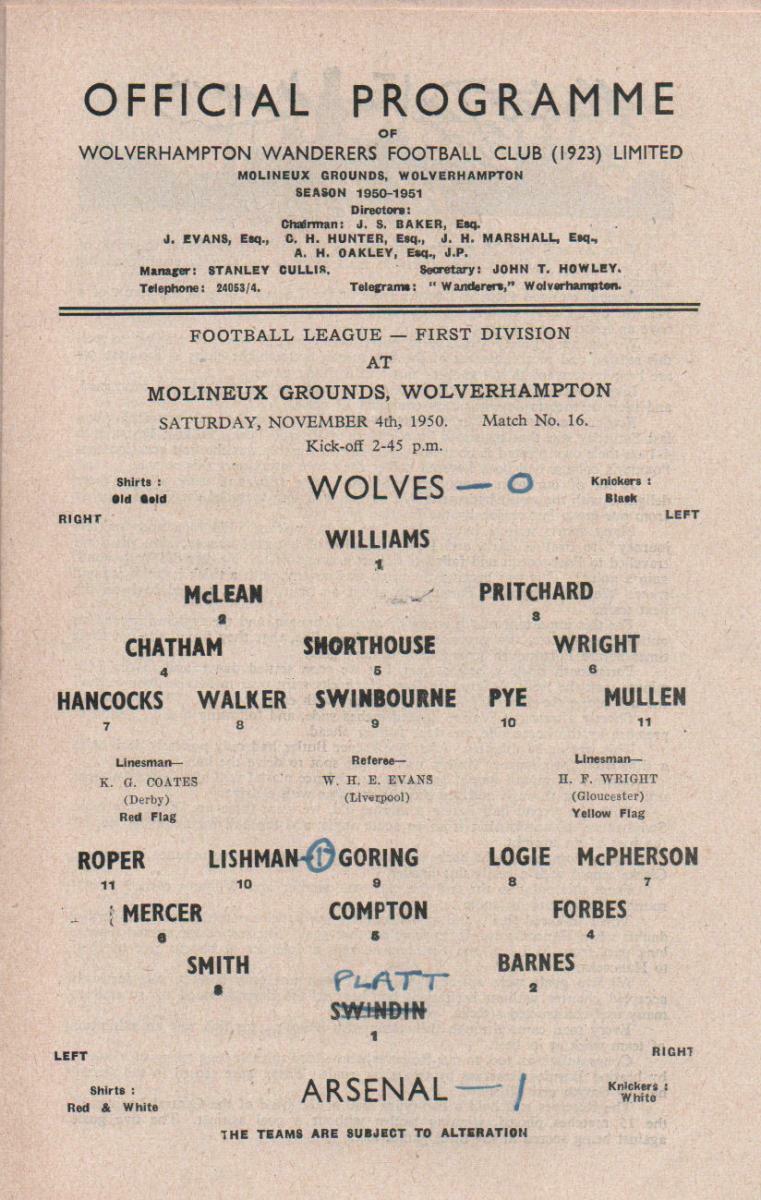 OFFICIAL PROGRAMME
OF
WOLVERHAMPTON WANDERERS FOOTBALL CLUB (1923) LIMITED
MOLINEUX GROUNDS, WOLVERHAMPTON
SEASON 1950-1951
Directors:
Chairman: J. S. BAKER, Esq.
J. EVANS, Esq., C. H. HUNTER, Esq., J. H. MARSHALL, Esq.,
A. H. OAKLEY, Esq., J.P.
Manager: STANLEY CULLIS. Secretary: JOHN T. HOWLEY.
Telephone: 24053/4. Telegrams: "Wanderers," Wolverhampton.
FOOTBALL LEAGUE — FIRST DIVISION
AT
MOLINEUX GROUNDS, WOLVERHAMPTON
SATURDAY, NOVEMBER 4th, 1950. Match No. 16.
Kick-off 2-45 p.m.
Shirts : WOLVES — 0 Knickers :
Old Gold Black
RIGHT LEFT
WILLIAMS
1
McLEAN PRITCHARD
2 3
CHATHAM SHORTHOUSE WRIGHT
4 5 6
HANCOCKS WALKER SWINBOURNE PYE MULLEN
7 8 9 10 11
Linesman— Referee— Linesman—
K. G. COATES W. H. E. EVANS H. F. WRIGHT
(Derby) (Liverpool) (Gloucester)
Red Flag Yellow Flag
ROPER LISHMAN - 1 GORING LOGIE McPHERSON
11 10 9 8 7
MERCER COMPTON FORBES
6 5 4
SMITH BARNES
3 2
PLATT
SWINDIN
1
LEFT RIGHT
Shirts : ARSENAL — 1 Knickers :
Red & White White
THE TEAMS ARE SUBJECT TO ALTERATION